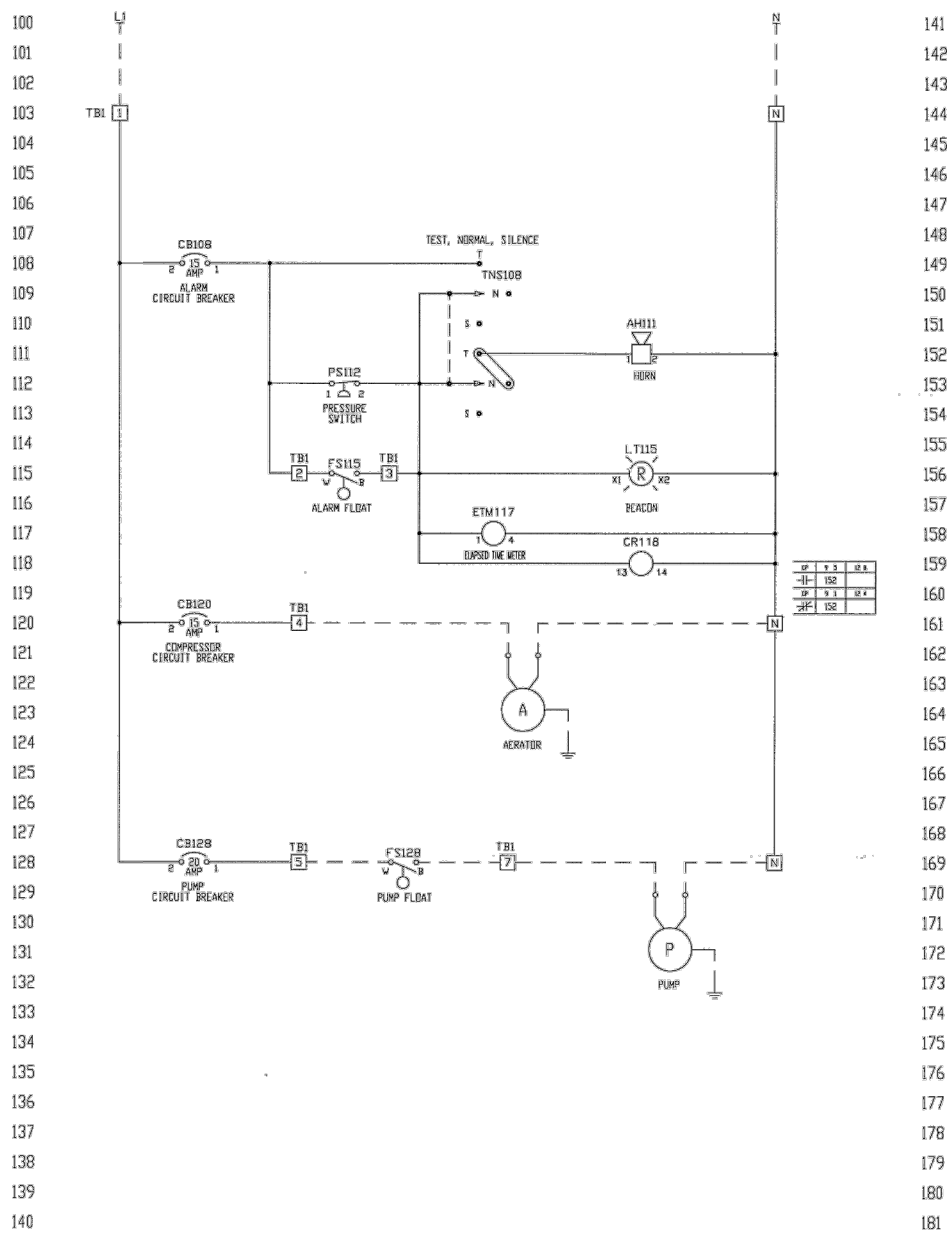 100 L1 N 141
101 142
102 143
103 TB1 1 N 144
104 145
105 146
106 147
107 148
CB108 TEST, NORMAL, SILENCE
108 2 15 1 T 149
AMP TNS108
ALARM
CIRCUIT BREAKER
109 N 150
110 S 151
AH111
111 T 1 2 152
HORN
PS112
112 1 2 N 153
PRESSURE
SWITCH
113 S 154
114 155
TB1 FS115 TB1 LT115
115 2 W B 3 X1 R X2 156
ALARM FLOAT BEACON
116 157
ETM117
117 1 4 158
ELAPSED TIME METER
CR118
118 13 14 159
152
119 160
152
CB120 TB1
120 2 15 1 4 N 161
AMP
COMPRESSOR
CIRCUIT BREAKER
121 162
122 163
123 A 164
124 AERATOR 165
125 166
126 167
127 168
CB128 TB1 FS128 TB1
128 2 20 1 5 W B 7 N 169
AMP
PUMP
CIRCUIT BREAKER
PUMP FLOAT
129 170
130 171
131 P 172
132 PUMP 173
133 174
134 175
135 176
136 177
137 178
138 179
139 180
140 181